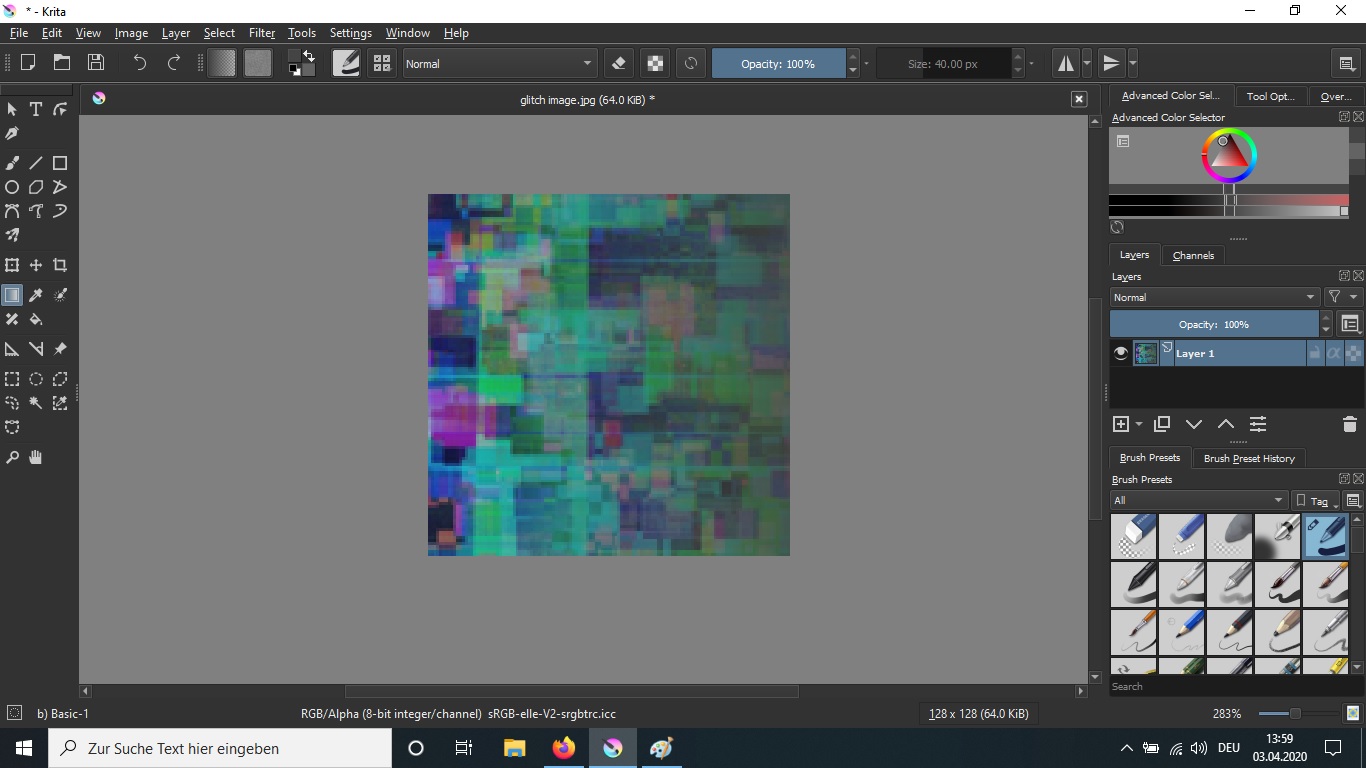 * - Krita
File Edit View Image Layer Select Filter Tools Settings Window Help
Normal
Opacity: 100%
Size: 40.00 px
glitch image.jpg (64.0 KiB) *
Advanced Color Sel...
Tool Opt...
Over...
Advanced Color Selector
Layers
Channels
Layers
Normal
Opacity: 100%
Layer 1
Brush Presets
Brush Preset History
Brush Presets
All
Tag
Search
b) Basic-1
RGB/Alpha (8-bit integer/channel) sRGB-elle-V2-srgbtrc.icc
128 x 128 (64.0 KiB)
283%
Zur Suche Text hier eingeben
DEU
13:59
03.04.2020